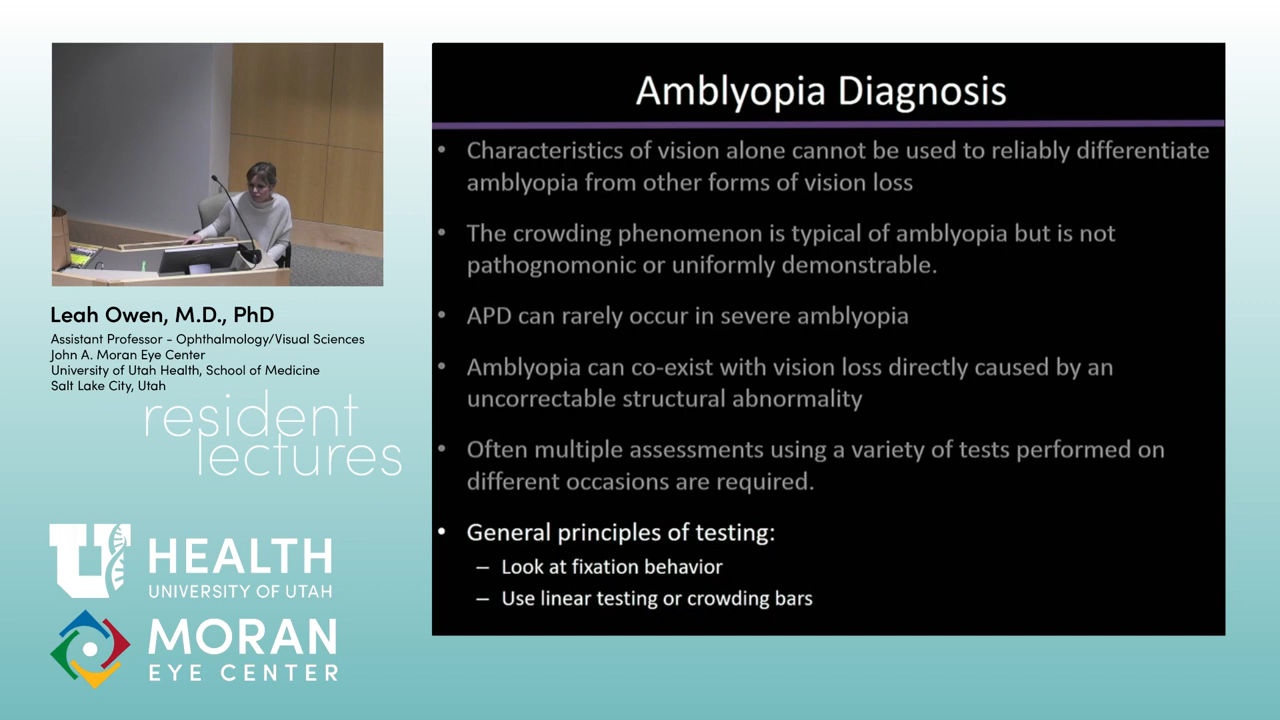 Leah Owen, M.D., PhD
Assistant Professor - Ophthalmology/Visual Sciences
John A. Moran Eye Center
University of Utah Health, School of Medicine
Salt Lake City, Utah
resident
lectures
U HEALTH
UNIVERSITY OF UTAH
MORAN
EYE CENTER
Amblyopia Diagnosis
• Characteristics of vision alone cannot be used to reliably differentiate
amblyopia from other forms of vision loss
• The crowding phenomenon is typical of amblyopia but is not
pathognomonic or uniformly demonstrable.
• APD can rarely occur in severe amblyopia
• Amblyopia can co-exist with vision loss directly caused by an
uncorrectable structural abnormality
• Often multiple assessments using a variety of tests performed on
different occasions are required.
• General principles of testing:
– Look at fixation behavior
– Use linear testing or crowding bars